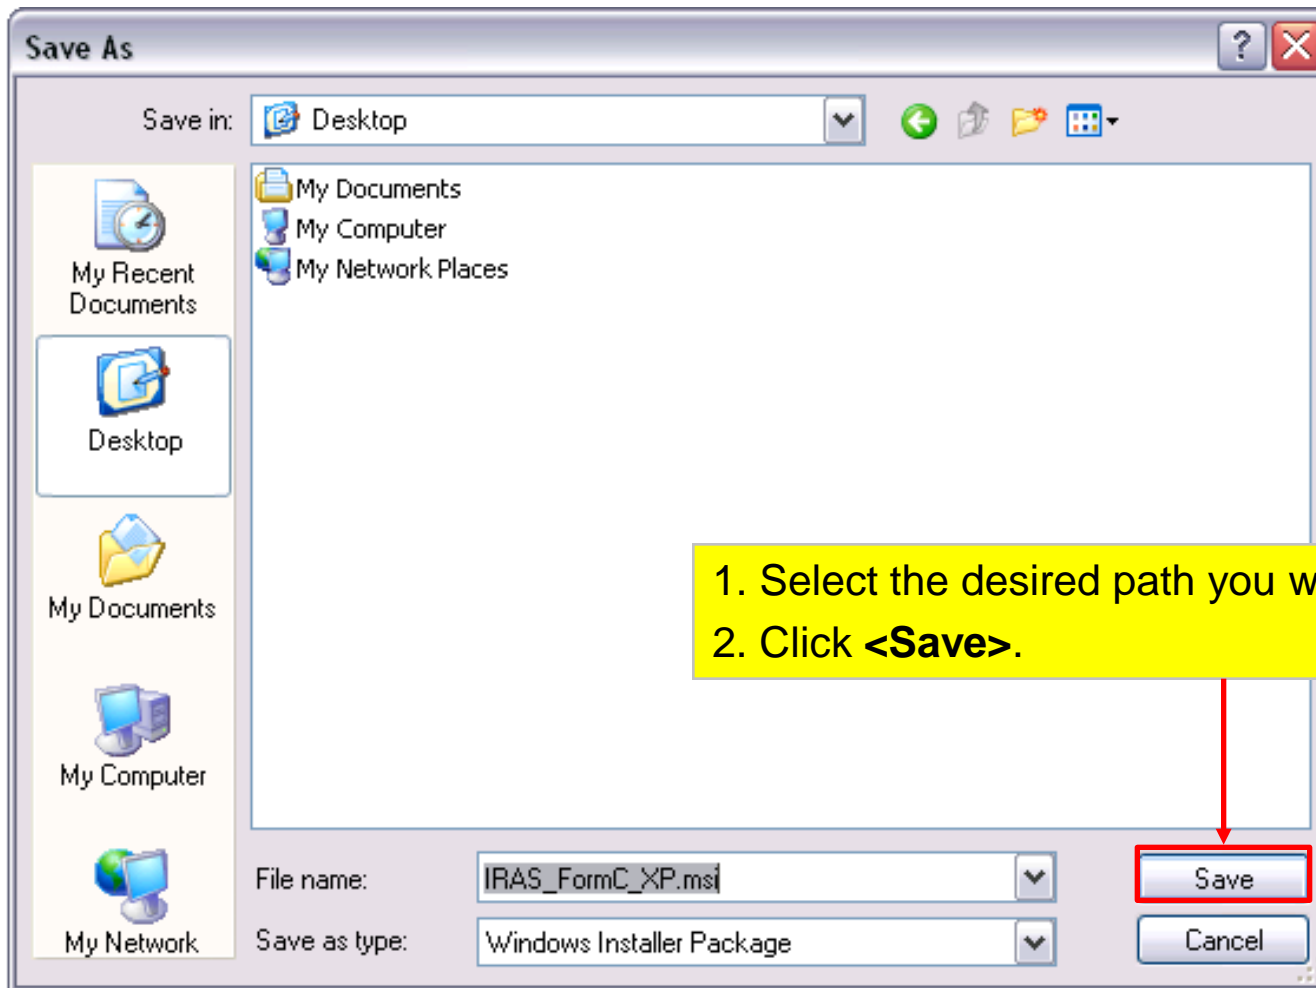 Save As
Save in:
Desktop
My Documents
My Computer
My Network Places
My Recent
Documents
Desktop
My Documents
My Computer
My Network
1. Select the desired path you
2. Click <Save>.
File name:
IRAS_FormC_XP.msi
Save
Save as type:
Windows Installer Package
Cancel